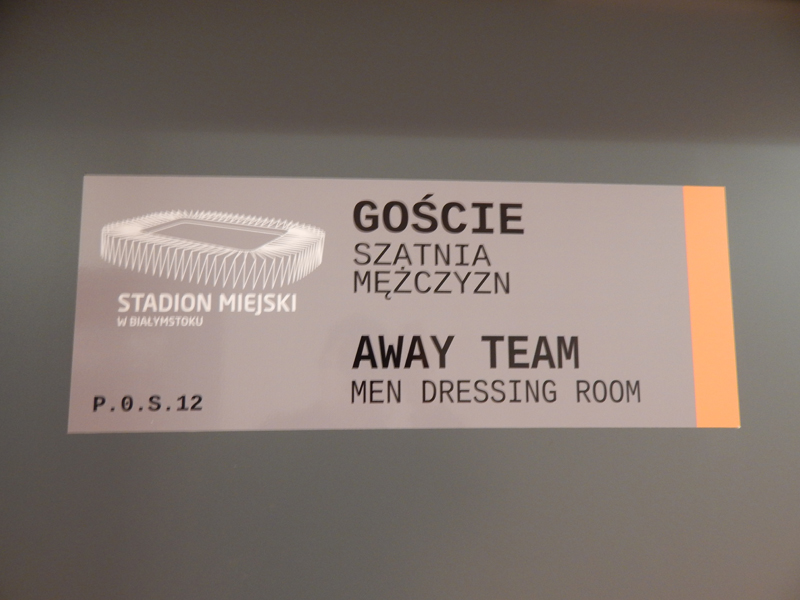 STADION MIEJSKI
W BIAŁYMSTOKU
P.0.S.12
GOŚCIE
SZATNIA
MĘŻCZYZN
AWAY TEAM
MEN DRESSING ROOM